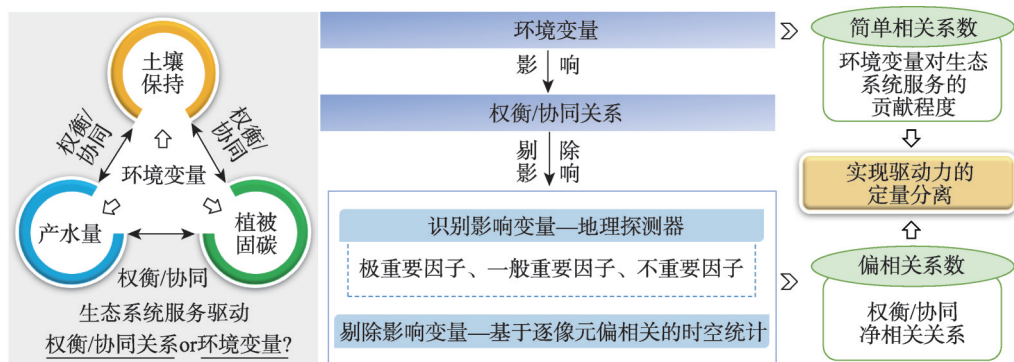 土壤
保持
权衡/
协同
权衡/
协同
环境变量
产水量
植被
固碳
权衡/协同
生态系统服务驱动
权衡/协同关系or环境变量?
环境变量
影 响
权衡/协同关系
剔 除
影 响
识别影响变量—地理探测器
极重要因子、一般重要因子、不重要因子
剔除影响变量—基于逐像元偏相关的时空统计
简单相关系数
环境变量对生态
系统服务的
贡献程度
实现驱动力的
定量分离
偏相关系数
权衡/协同
净相关关系